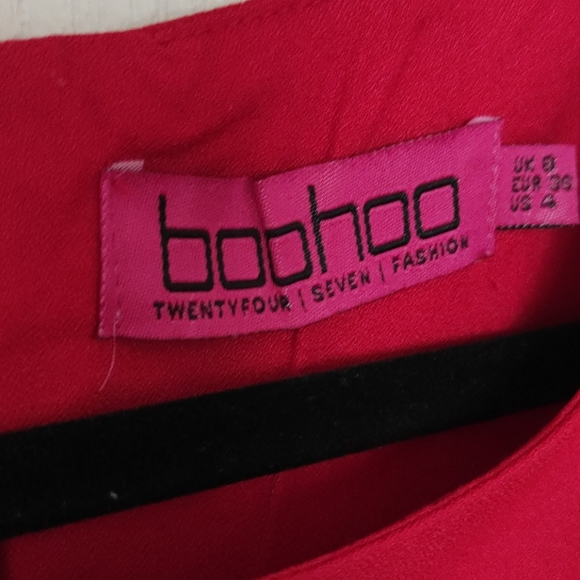 boohoo
TWENTYFOUR | SEVEN | FASHION
UK 8
EUR 36
US 4